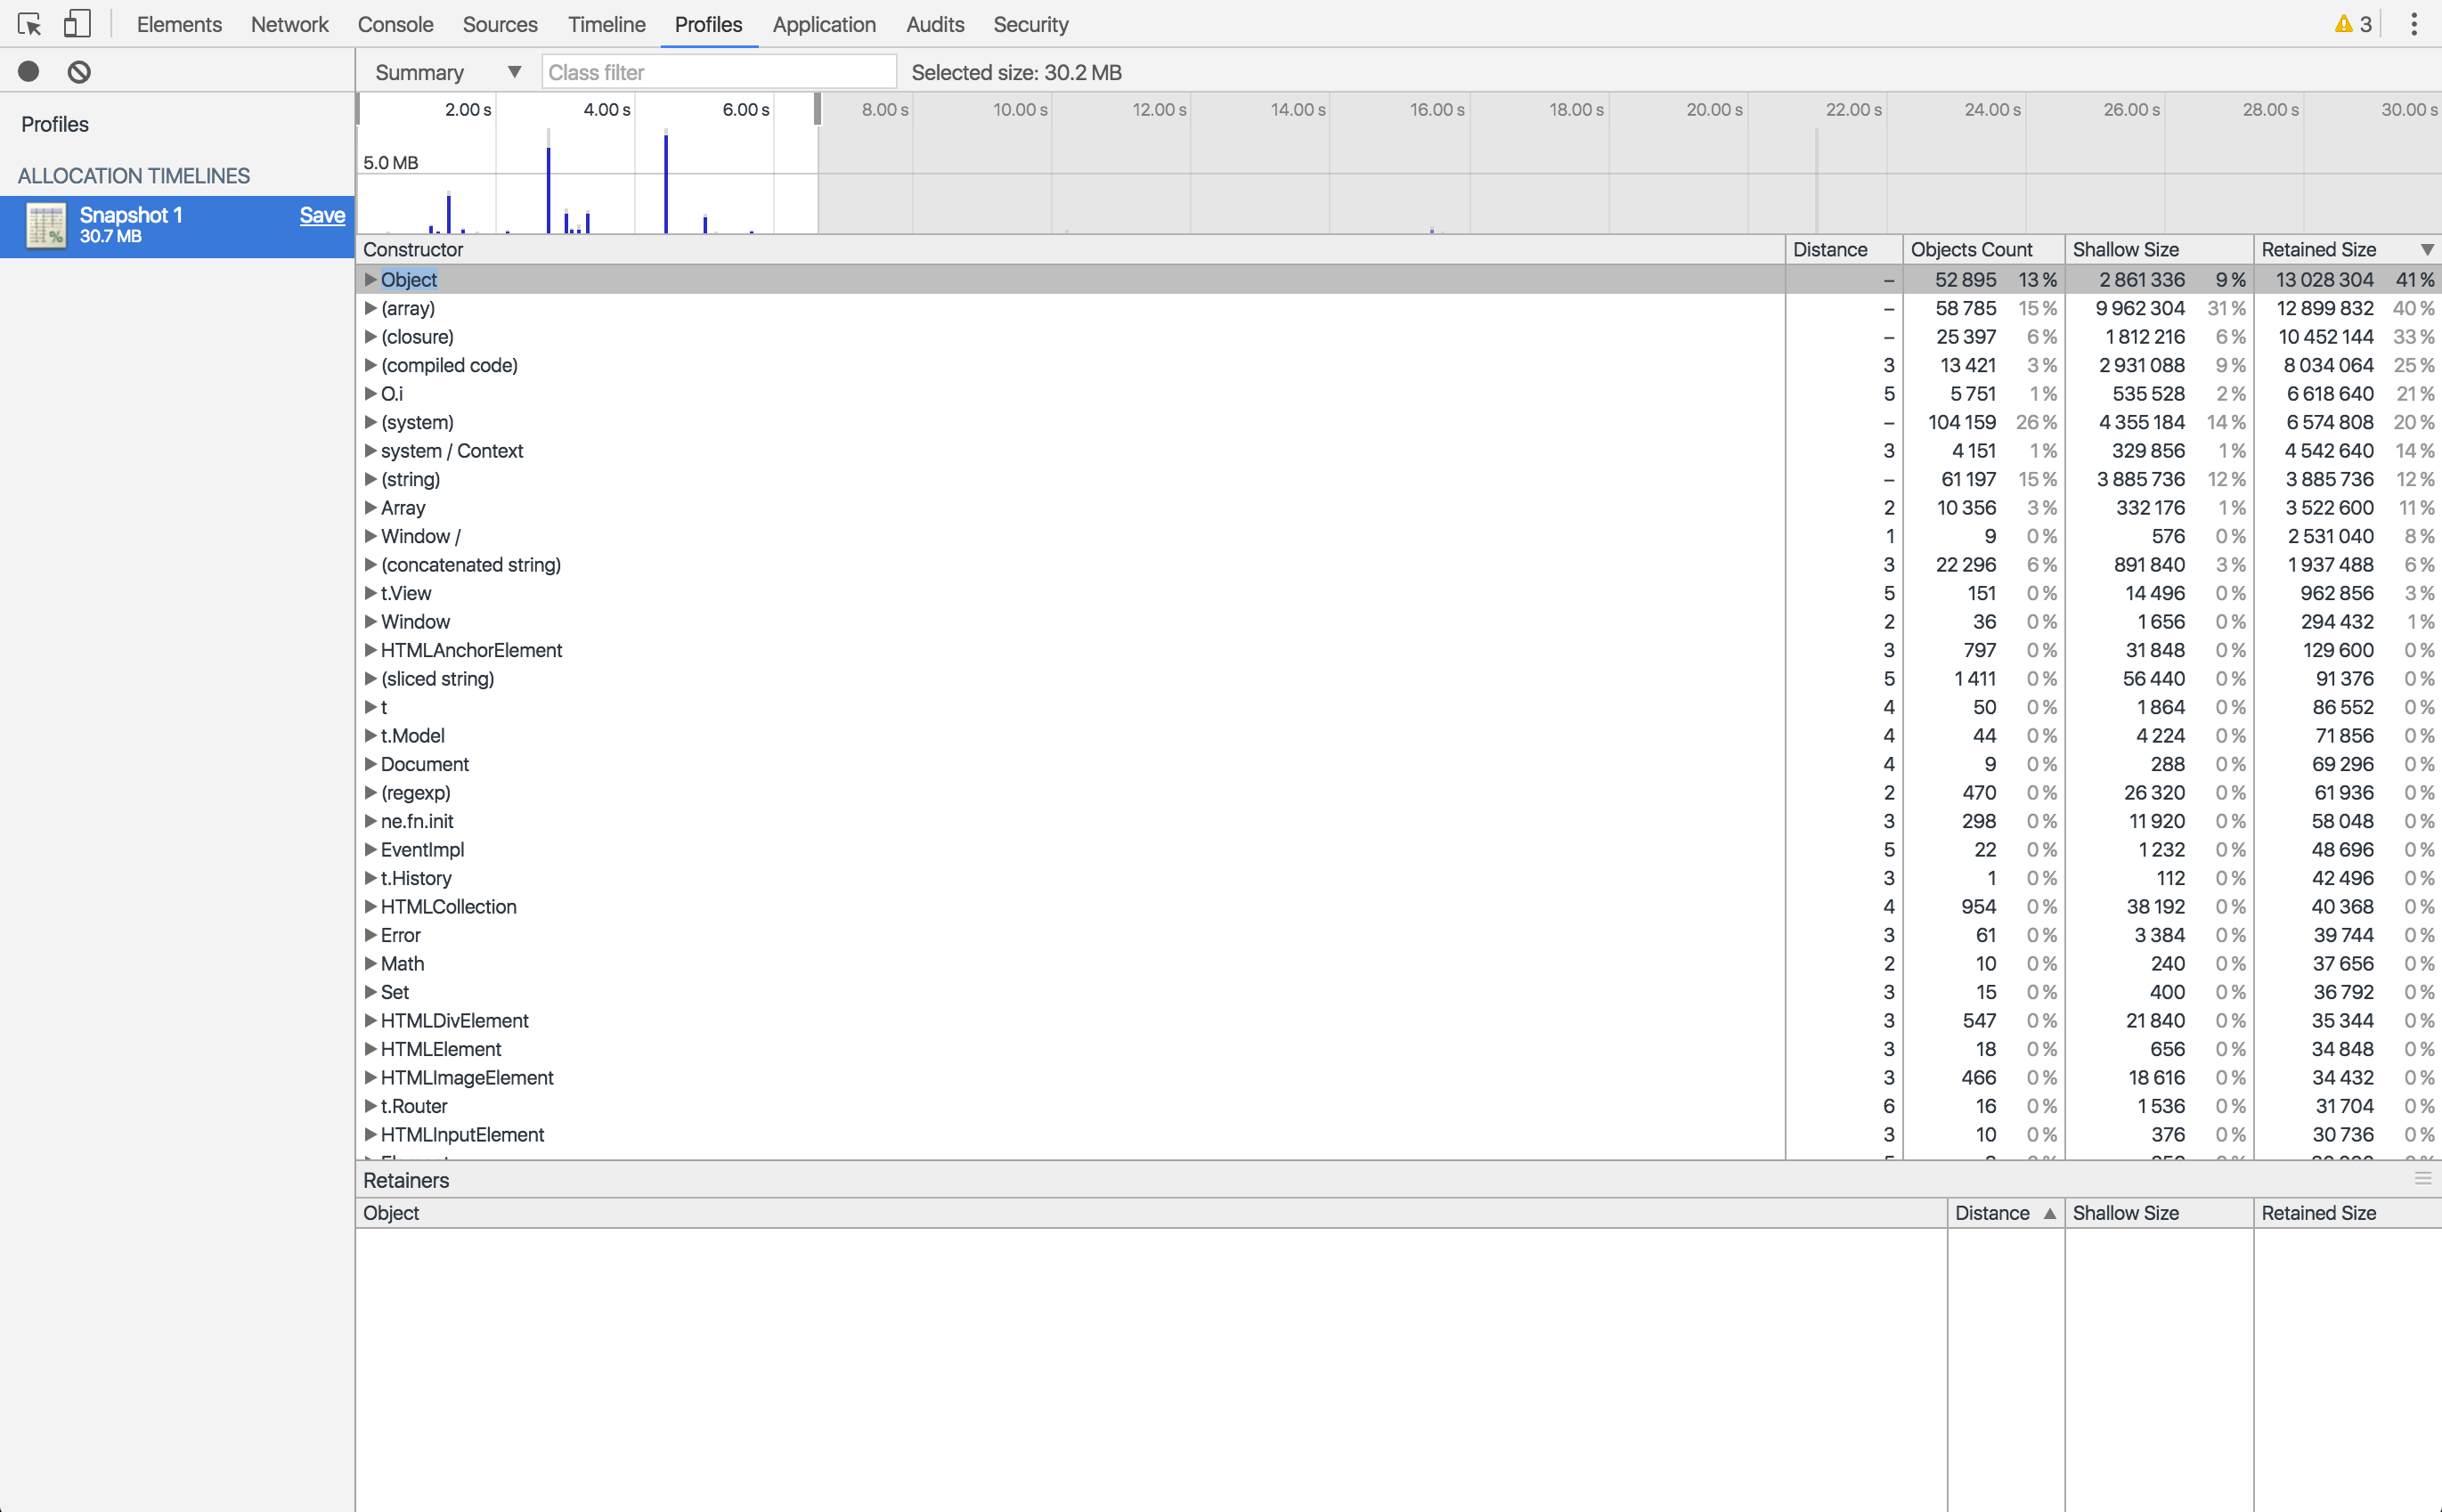 Elements Network Console Sources Timeline Profiles Application Audits Security 3
Summary Class filter Selected size: 30.2 MB
Profiles
ALLOCATION TIMELINES
Snapshot 1 Save
30.7 MB
2.00 s 4.00 s 6.00 s 8.00 s 10.00 s 12.00 s 14.00 s 16.00 s 18.00 s 20.00 s 22.00 s 24.00 s 26.00 s 28.00 s 30.00 s
5.0 MB
Constructor Distance Objects Count Shallow Size Retained Size
Object – 52 895 13 % 2 861 336 9 % 13 028 304 41 %
(array) – 58 785 15 % 9 962 304 31 % 12 899 832 40 %
(closure) – 25 397 6 % 1 812 216 6 % 10 452 144 33 %
(compiled code) 3 13 421 3 % 2 931 088 9 % 8 034 064 25 %
O.i 5 5 751 1 % 535 528 2 % 6 618 640 21 %
(system) – 104 159 26 % 4 355 184 14 % 6 574 808 20 %
system / Context 3 4 151 1 % 329 856 1 % 4 542 640 14 %
(string) – 61 197 15 % 3 885 736 12 % 3 885 736 12 %
Array 2 10 356 3 % 332 176 1 % 3 522 600 11 %
Window / 1 9 0 % 576 0 % 2 531 040 8 %
(concatenated string) 3 22 296 6 % 891 840 3 % 1 937 488 6 %
t.View 5 151 0 % 14 496 0 % 962 856 3 %
Window 2 36 0 % 1 656 0 % 294 432 1 %
HTMLAnchorElement 3 797 0 % 31 848 0 % 129 600 0 %
(sliced string) 5 1 411 0 % 56 440 0 % 91 376 0 %
t 4 50 0 % 1 864 0 % 86 552 0 %
t.Model 4 44 0 % 4 224 0 % 71 856 0 %
Document 4 9 0 % 288 0 % 69 296 0 %
(regexp) 2 470 0 % 26 320 0 % 61 936 0 %
ne.fn.init 3 298 0 % 11 920 0 % 58 048 0 %
EventImpl 5 22 0 % 1 232 0 % 48 696 0 %
t.History 3 1 0 % 112 0 % 42 496 0 %
HTMLCollection 4 954 0 % 38 192 0 % 40 368 0 %
Error 3 61 0 % 3 384 0 % 39 744 0 %
Math 2 10 0 % 240 0 % 37 656 0 %
Set 3 15 0 % 400 0 % 36 792 0 %
HTMLDivElement 3 547 0 % 21 840 0 % 35 344 0 %
HTMLElement 3 18 0 % 656 0 % 34 848 0 %
HTMLImageElement 3 466 0 % 18 616 0 % 34 432 0 %
t.Router 6 16 0 % 1 536 0 % 31 704 0 %
HTMLInputElement 3 10 0 % 376 0 % 30 736 0 %
Retainers
Object Distance Shallow Size Retained Size